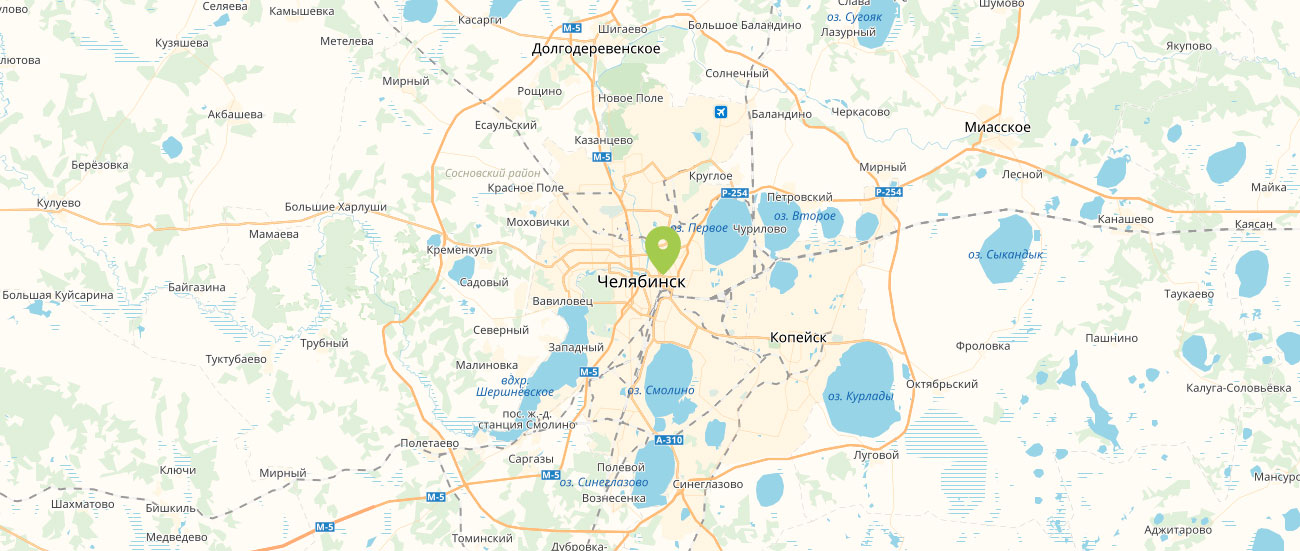 Селяева
Камышевка
Касарги
М-5
Шигаево
Большое Баландино
Слава
оз. Сугояк
Лазурный
Шумово
Кузяшева
Метелева
Долгодеревенское
Якупово
Мирный
Солнечный
Рощино
Новое Поле
Акбашева
Есаульский
Баландино
Черкасово
Миасское
Казанцево
М-5
Берёзовка
Сосновский район
Круглое
Мирный
Лесной
Красное Поле
Р-254
Петровский
Р-254
Майка
Кулуево
Большие Харлуши
Моховички
оз. Первое
оз. Второе
Чурилово
Канашево
Каясан
Мамаева
Кременкуль
оз. Сыкандык
Садовый
Челябинск
Байгазина
Большая Куйсарина
Вавиловец
Таукаево
Северный
Трубный
Копейск
Пашнино
Фроловка
Западный
Туктубаево
Малиновка
М-5
вдхр.
Шершнёвское
оз. Смолино
Октябрьский
Калуга-Соловьёвка
оз. Курлады
пос. ж.-д.
станция Смолино
Полетаево
А-310
Саргазы
Луговой
Ключи
Мирный
М-5
Полевой
оз. Синеглазово
Синеглазово
М-5
Вознесенка
Шахматово
Бишкиль
М-5
Аджитарово
Медведево
Томинский
Дубровка-